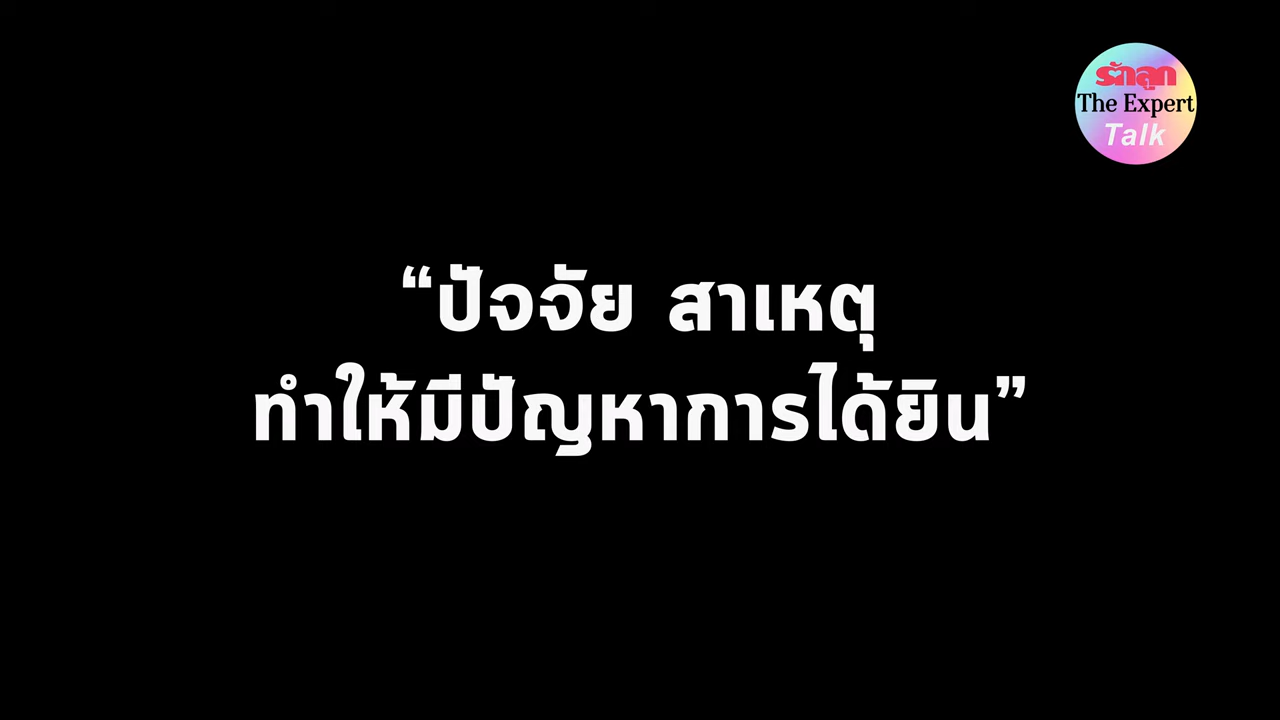 รักลูก
The Expert
Talk
“ปัจจัย สาเหตุ
ทำให้มีปัญหาการได้ยิน”